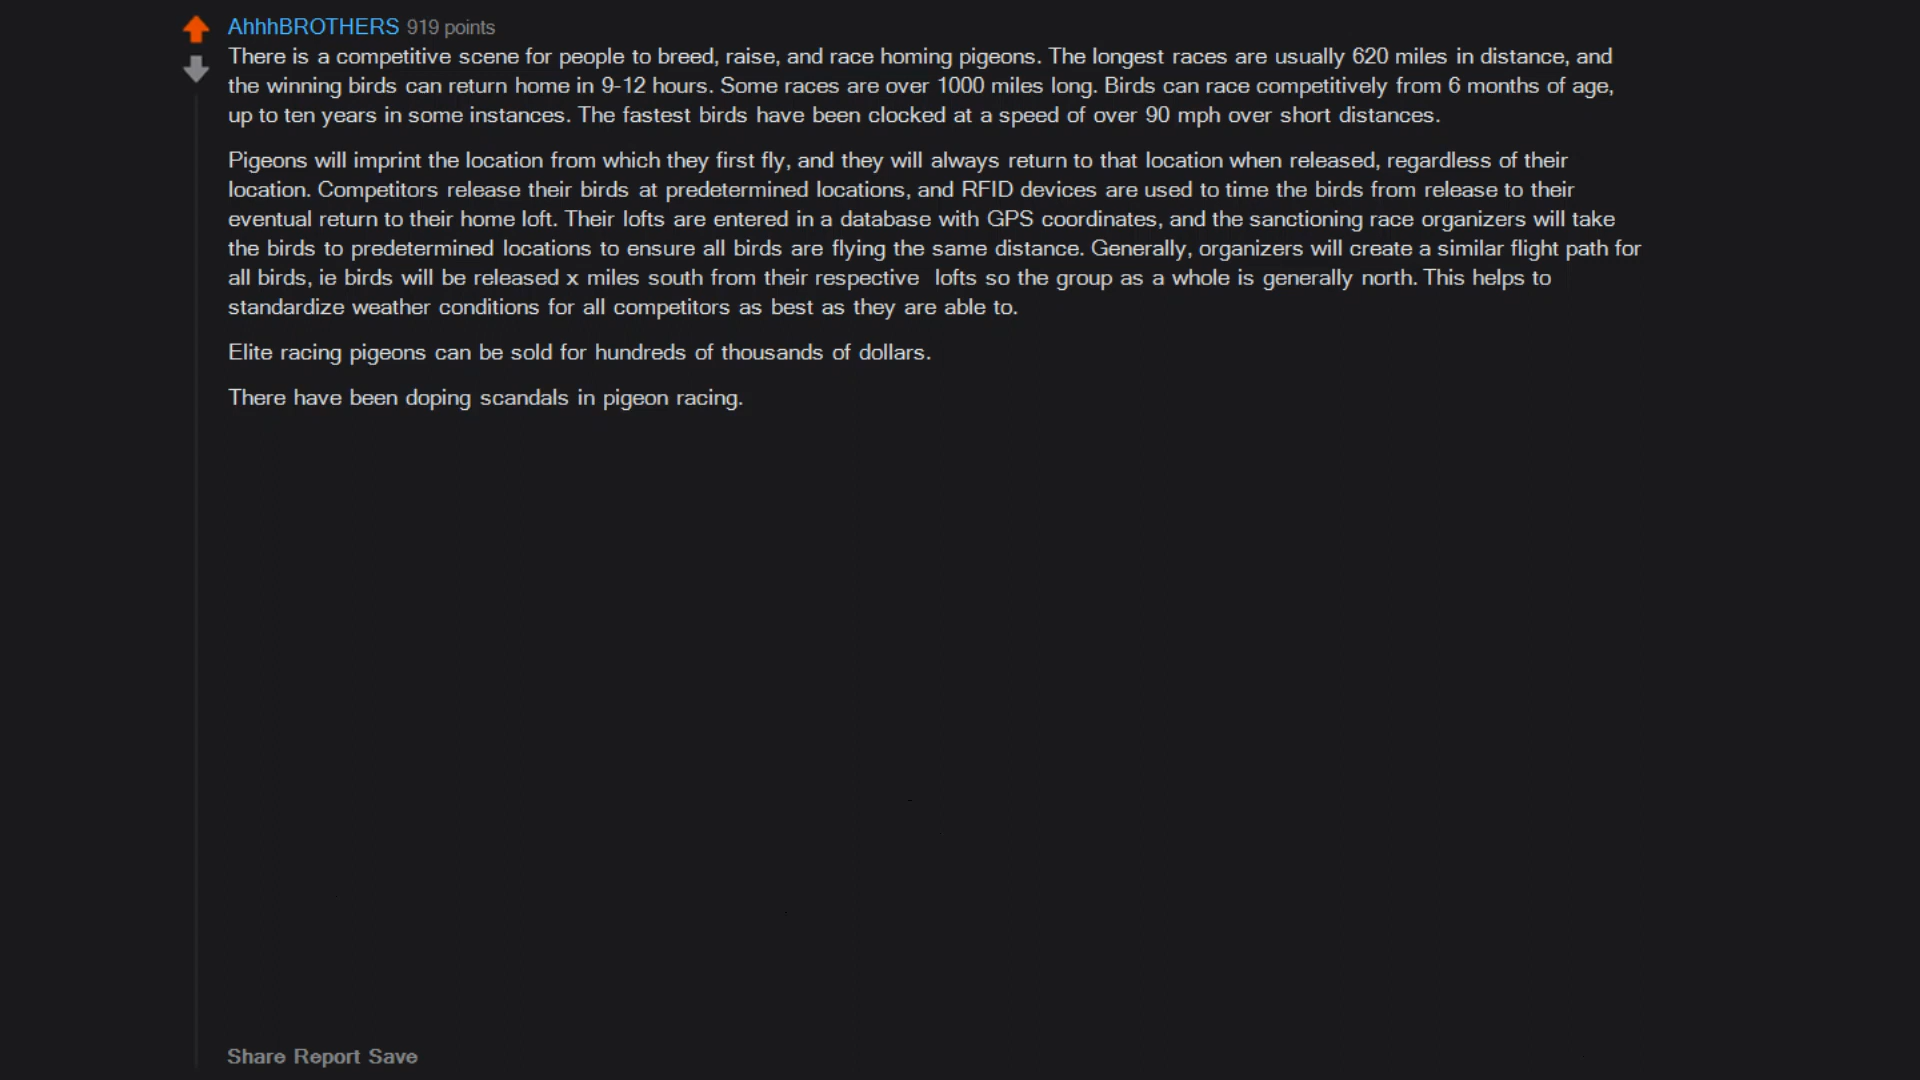 AhhhBROTHERS 919 points
There is a competitive scene for people to breed, raise, and race homing pigeons. The longest races are usually 620 miles in distance, and
the winning birds can return home in 9-12 hours. Some races are over 1000 miles long. Birds can race competitively from 6 months of age,
up to ten years in some instances. The fastest birds have been clocked at a speed of over 90 mph over short distances.
Pigeons will imprint the location from which they first fly, and they will always return to that location when released, regardless of their
location. Competitors release their birds at predetermined locations, and RFID devices are used to time the birds from release to their
eventual return to their home loft. Their lofts are entered in a database with GPS coordinates, and the sanctioning race organizers will take
the birds to predetermined locations to ensure all birds are flying the same distance. Generally, organizers will create a similar flight path for
all birds, ie birds will be released x miles south from their respective lofts so the group as a whole is generally north. This helps to
standardize weather conditions for all competitors as best as they are able to.
Elite racing pigeons can be sold for hundreds of thousands of dollars.
There have been doping scandals in pigeon racing.
Share Report Save